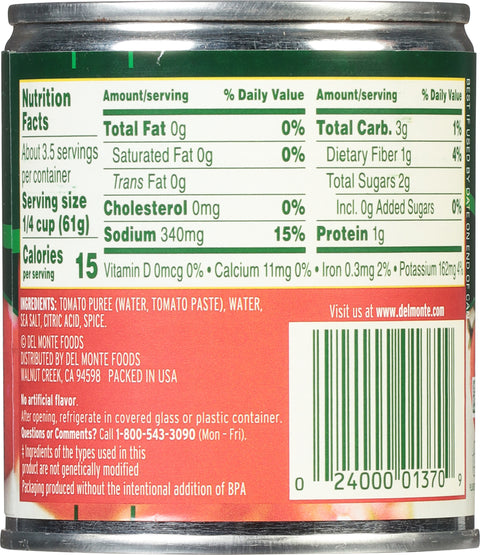 Nutrition
Facts
About 3.5 servings
per container
Serving size
1/4 cup (61g)
Calories
per serving 15
Amount/serving % Daily Value
Total Fat 0g 0%
Saturated Fat 0g 0%
Trans Fat 0g
Cholesterol 0mg 0%
Sodium 340mg 15%
Amount/serving % Daily Value
Total Carb. 3g 1%
Dietary Fiber 1g 4%
Total Sugars 2g
Incl. 0g Added Sugars 0%
Protein 1g
Vitamin D 0mcg 0% • Calcium 11mg 0% • Iron 0.3mg 2% • Potassium 162mg 4%
BEST IF USED BY DATE ON END OF CAN
INGREDIENTS: TOMATO PUREE (WATER, TOMATO PASTE), WATER,
SEA SALT, CITRIC ACID, SPICE.
© DEL MONTE FOODS
DISTRIBUTED BY DEL MONTE FOODS
WALNUT CREEK, CA 94598 PACKED IN USA
No artificial flavor.
After opening, refrigerate in covered glass or plastic container.
Questions or Comments? Call 1-800-543-3090 (Mon - Fri).
‡ Ingredients of the types used in this
product are not genetically modified
Packaging produced without the intentional addition of BPA
Visit us at www.delmonte.com
0 24000 01370 9